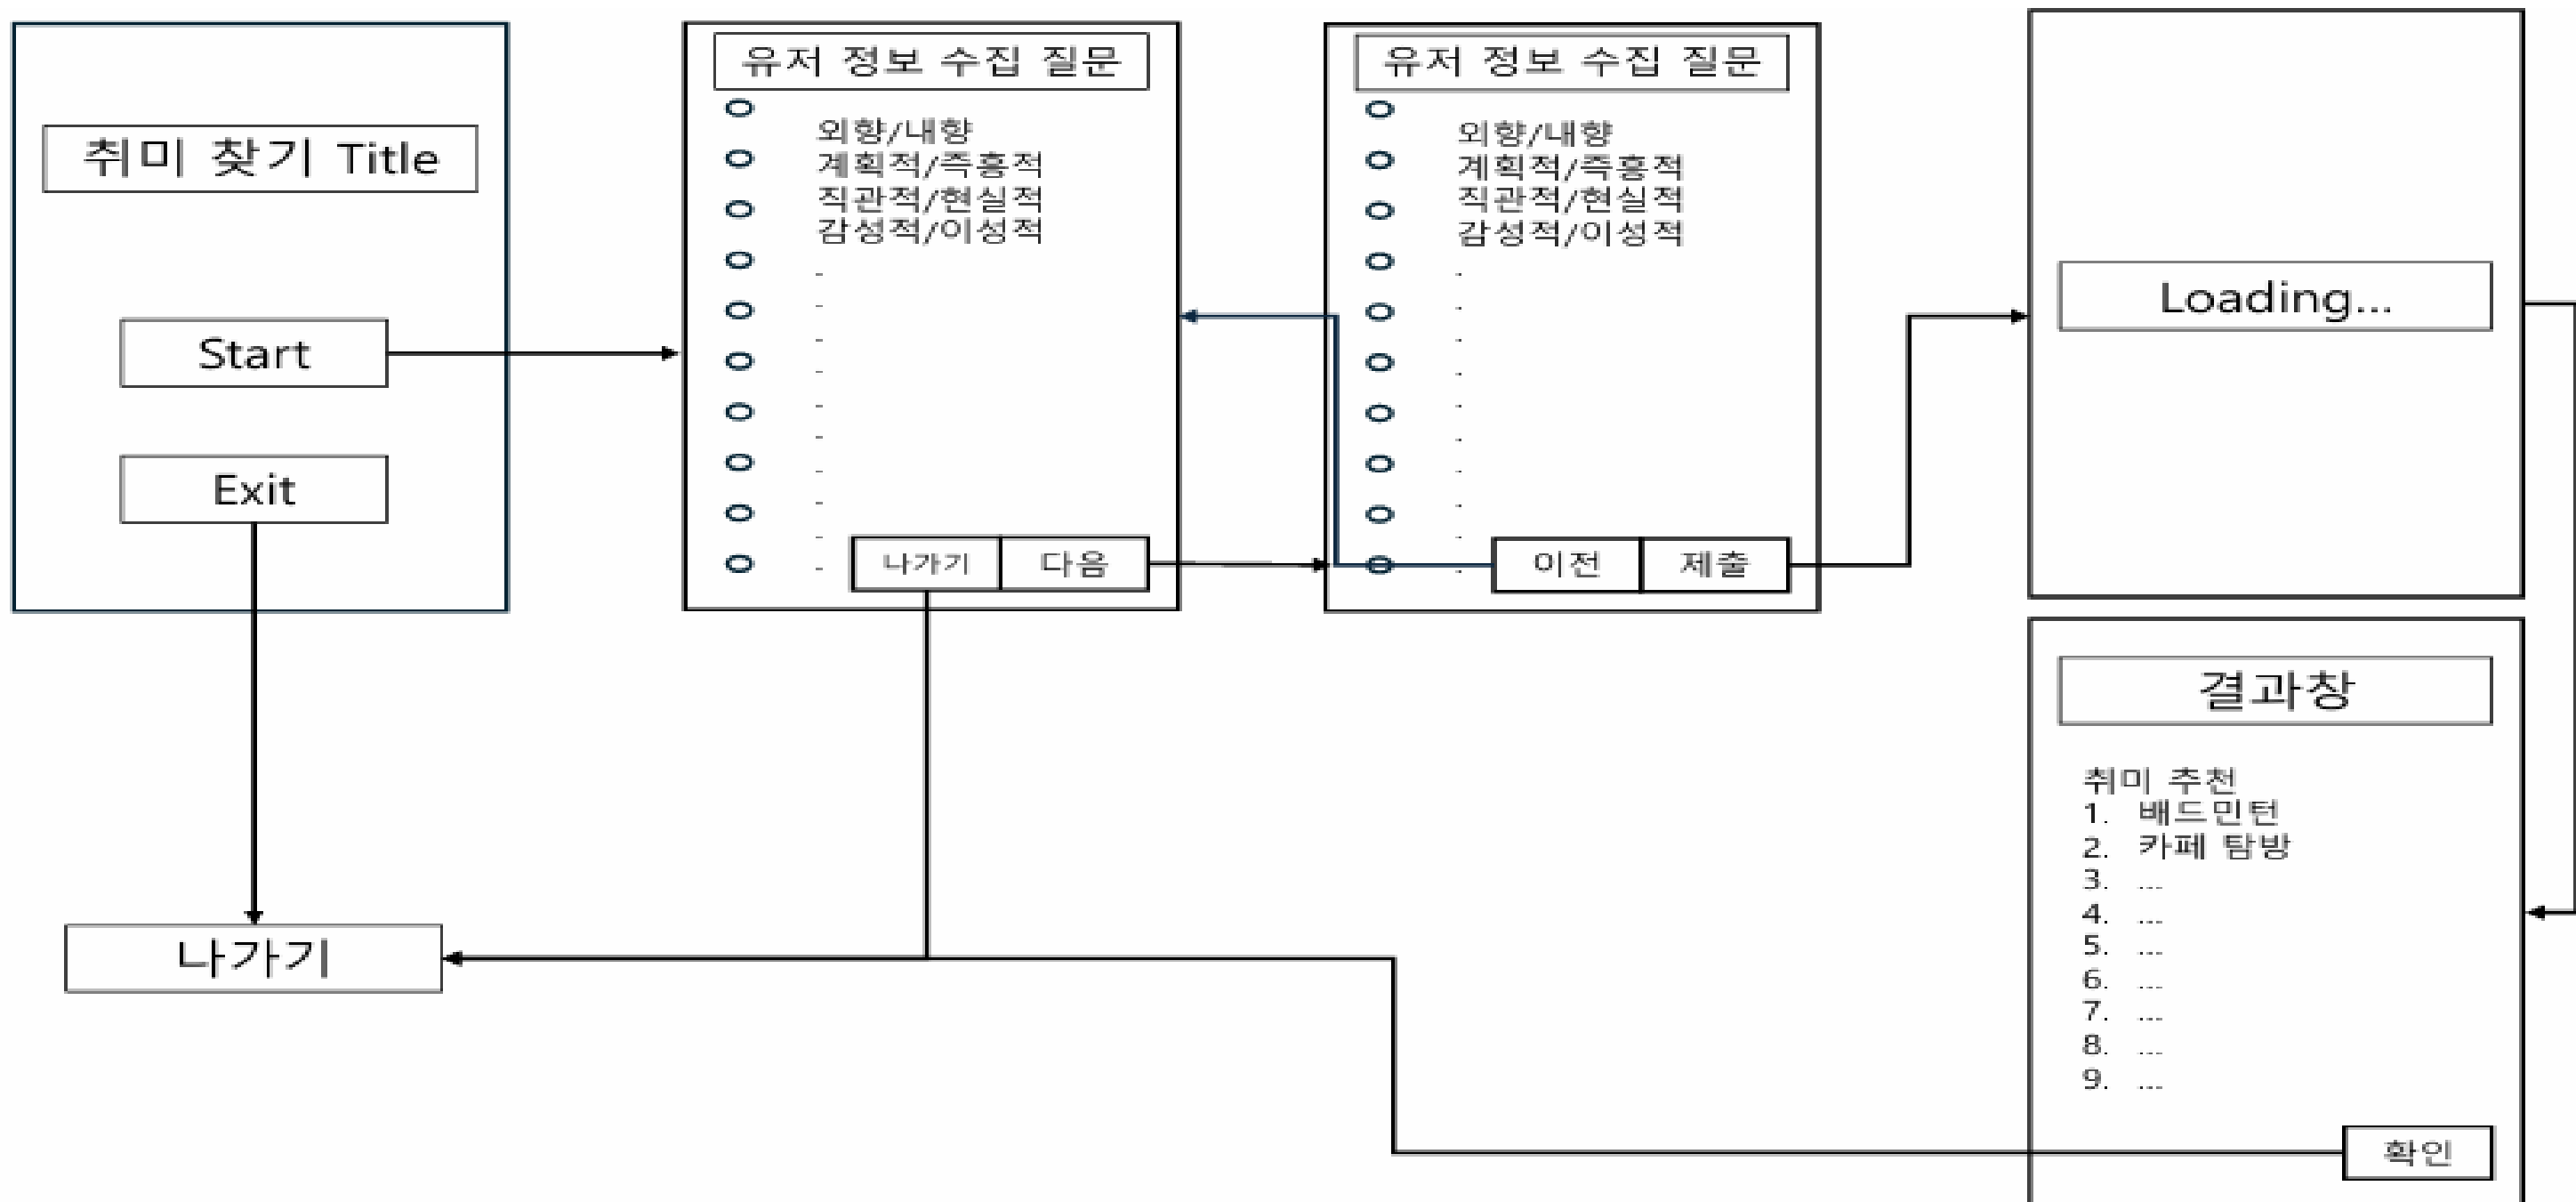 취미 찾기 Title
Start
Exit
나가기
유저 정보 수집 질문
외향/내향
계획적/즉흥적
직관적/현실적
감성적/이성적
나가기
다음
유저 정보 수집 질문
외향/내향
계획적/즉흥적
직관적/현실적
감성적/이성적
이전
제출
Loading...
결과창
취미 추천
1. 배드민턴
2. 카페 탐방
3. ...
4. ...
5. ...
6. ...
7. ...
8. ...
9. ...
확인